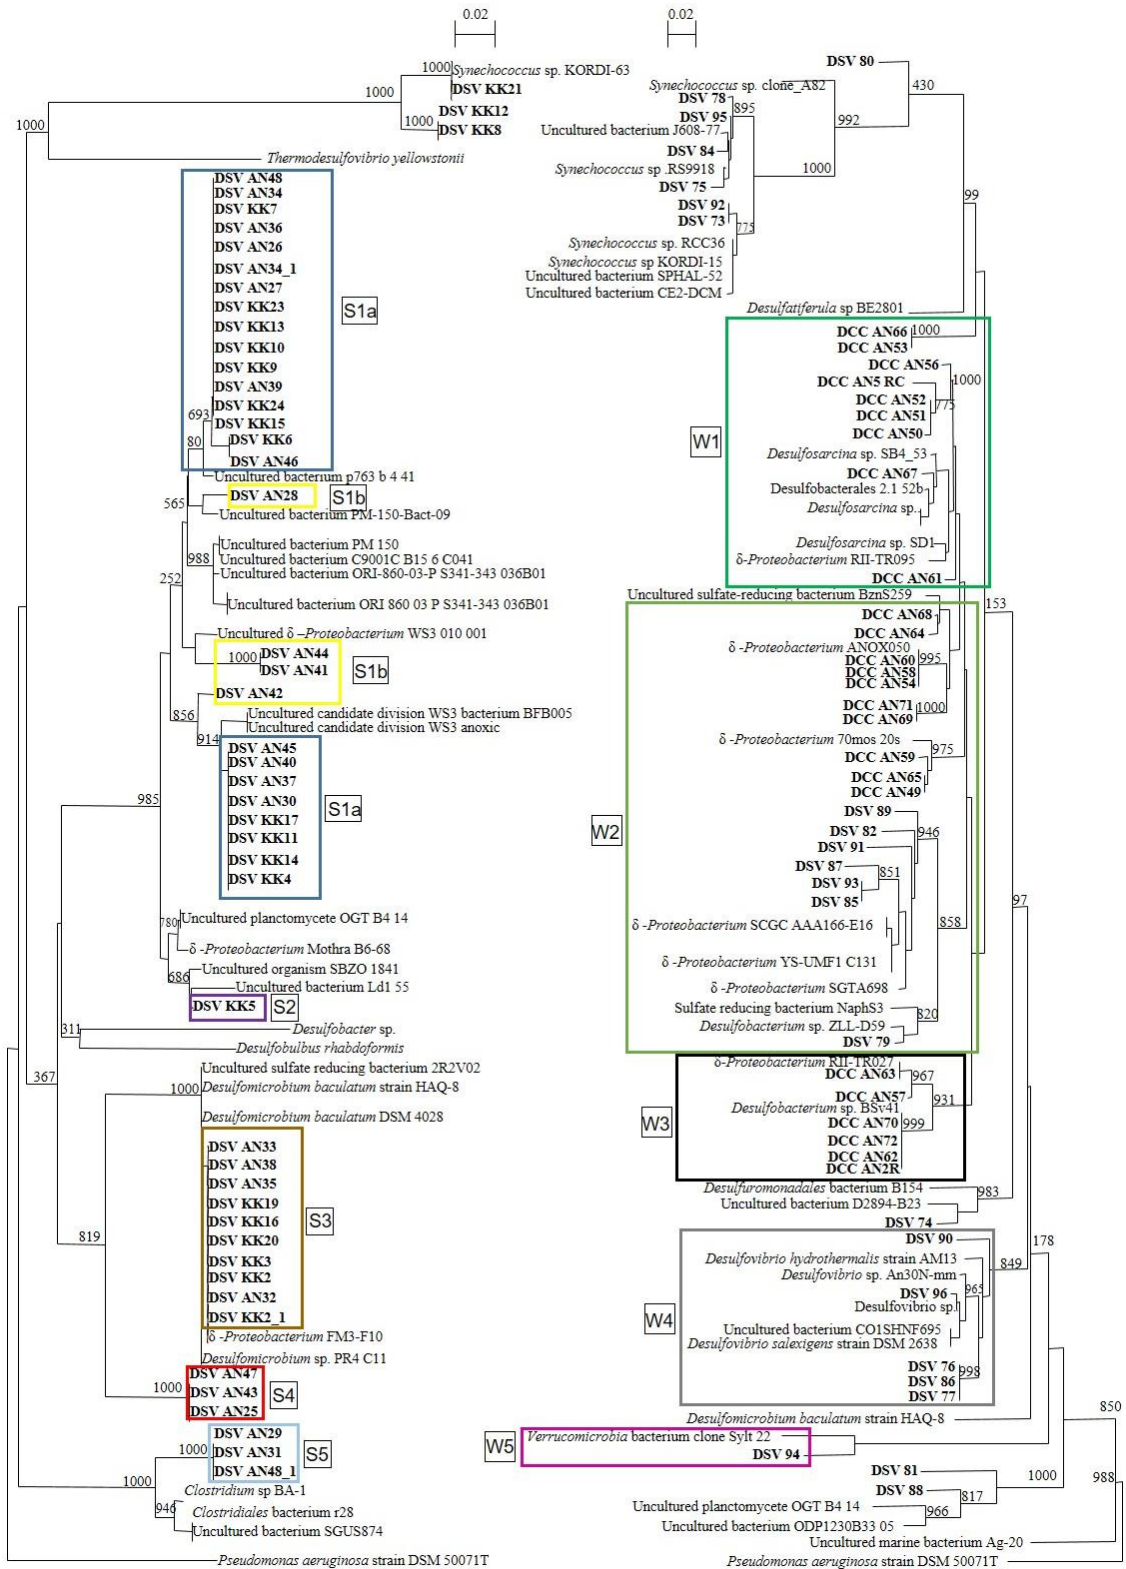 0.02
Synechococcus sp. KORDI-63
1000
DSV KK21
1000
DSV KK12
1000
DSV KK8
1000
Thermodesulfovibrio yellowstonii
DSV AN48
DSV AN34
DSV KK7
DSV AN36
DSV AN26
DSV AN34_1
DSV AN27
DSV KK23
S1a
DSV KK13
DSV KK10
DSV KK9
DSV AN39
DSV KK24
693
DSV KK15
80
DSV KK6
DSV AN46
Uncultured bacterium p763 b 4 41
DSV AN28
S1b
565
Uncultured bacterium PM-150-Bact-09
Uncultured bacterium PM 150
988
Uncultured bacterium C9001C B15 6 C041
Uncultured bacterium ORI-860-03-P S341-343 036B01
252
Uncultured bacterium ORI 860 03 P S341-343 036B01
Uncultured δ –Proteobacterium WS3 010 001
1000
DSV AN44
DSV AN41
S1b
DSV AN42
856
Uncultured candidate division WS3 bacterium BFB005
Uncultured candidate division WS3 anoxic
914
DSV AN45
DSV AN40
DSV AN37
985
DSV AN30
S1a
DSV KK17
DSV KK11
DSV KK14
DSV KK4
780
Uncultured planctomycete OGT B4 14
δ -Proteobacterium Mothra B6-68
Uncultured organism SBZO 1841
686
Uncultured bacterium Ld1 55
DSV KK5
S2
311
Desulfobacter sp.
Desulfobulbus rhabdoformis
367
Uncultured sulfate reducing bacterium 2R2V02
1000
Desulfomicrobium baculatum strain HAQ-8
Desulfomicrobium baculatum DSM 4028
DSV AN33
DSV AN38
DSV AN35
DSV KK19
DSV KK16
S3
819
DSV KK20
DSV KK3
DSV KK2
DSV AN32
DSV KK2_1
δ -Proteobacterium FM3-F10
Desulfomicrobium sp. PR4 C11
DSV AN47
1000
DSV AN43
S4
DSV AN25
DSV AN29
1000
DSV AN31
S5
DSV AN48_1
1000
Clostridium sp BA-1
946
Clostridiales bacterium r28
Uncultured bacterium SGUS874
Pseudomonas aeruginosa strain DSM 50071T
0.02
DSV 80
Synechococcus sp. clone_A82
430
DSV 78
895
DSV 95
992
Uncultured bacterium J608-77
DSV 84
Synechococcus sp .RS9918
1000
DSV 75
99
DSV 92
DSV 73
775
Synechococcus sp. RCC36
Synechococcus sp KORDI-15
Uncultured bacterium SPHAL-52
Uncultured bacterium CE2-DCM
Desulfatiferula sp BE2801
DCC AN66
1000
DCC AN53
DCC AN56
DCC AN5 RC
1000
DCC AN52
775
DCC AN51
DCC AN50
W1
Desulfosarcina sp. SB4_53
DCC AN67
Desulfobacterales 2.1 52b
Desulfosarcina sp.
Desulfosarcina sp. SD1
δ-Proteobacterium RII-TR095
DCC AN61
Uncultured sulfate-reducing bacterium BznS259
153
DCC AN68
DCC AN64
δ -Proteobacterium ANOX050
DCC AN60
995
DCC AN58
DCC AN54
DCC AN71
1000
DCC AN69
δ -Proteobacterium 70mos 20s
975
DCC AN59
DCC AN65
DCC AN49
DSV 89
W2
DSV 82
946
DSV 91
DSV 87
851
DSV 93
DSV 85
97
δ -Proteobacterium SCGC AAA166-E16
858
δ -Proteobacterium YS-UMF1 C131
δ -Proteobacterium SGTA698
Sulfate reducing bacterium NaphS3
820
Desulfobacterium sp. ZLL-D59
DSV 79
δ-Proteobacterium RII-TR027
DCC AN63
967
DCC AN57
931
Desulfobacterium sp. BSv41
W3
DCC AN70
999
DCC AN72
DCC AN62
DCC AN2R
Desulfuromonadales bacterium B154
983
Uncultured bacterium D2894-B23
DSV 74
DSV 90
178
Desulfovibrio hydrothermalis strain AM13
849
Desulfovibrio sp. An30N-mm
965
DSV 96
Desulfovibrio sp.
W4
Uncultured bacterium CO1SHNF695
Desulfovibrio salexigens strain DSM 2638
DSV 76
998
DSV 86
DSV 77
Desulfomicrobium baculatum strain HAQ-8
850
W5
Verrucomicrobia bacterium clone Sylt 22
DSV 94
DSV 81
1000
988
DSV 88
817
Uncultured planctomycete OGT B4 14
966
Uncultured bacterium ODP1230B33 05
Uncultured marine bacterium Ag-20
Pseudomonas aeruginosa strain DSM 50071T